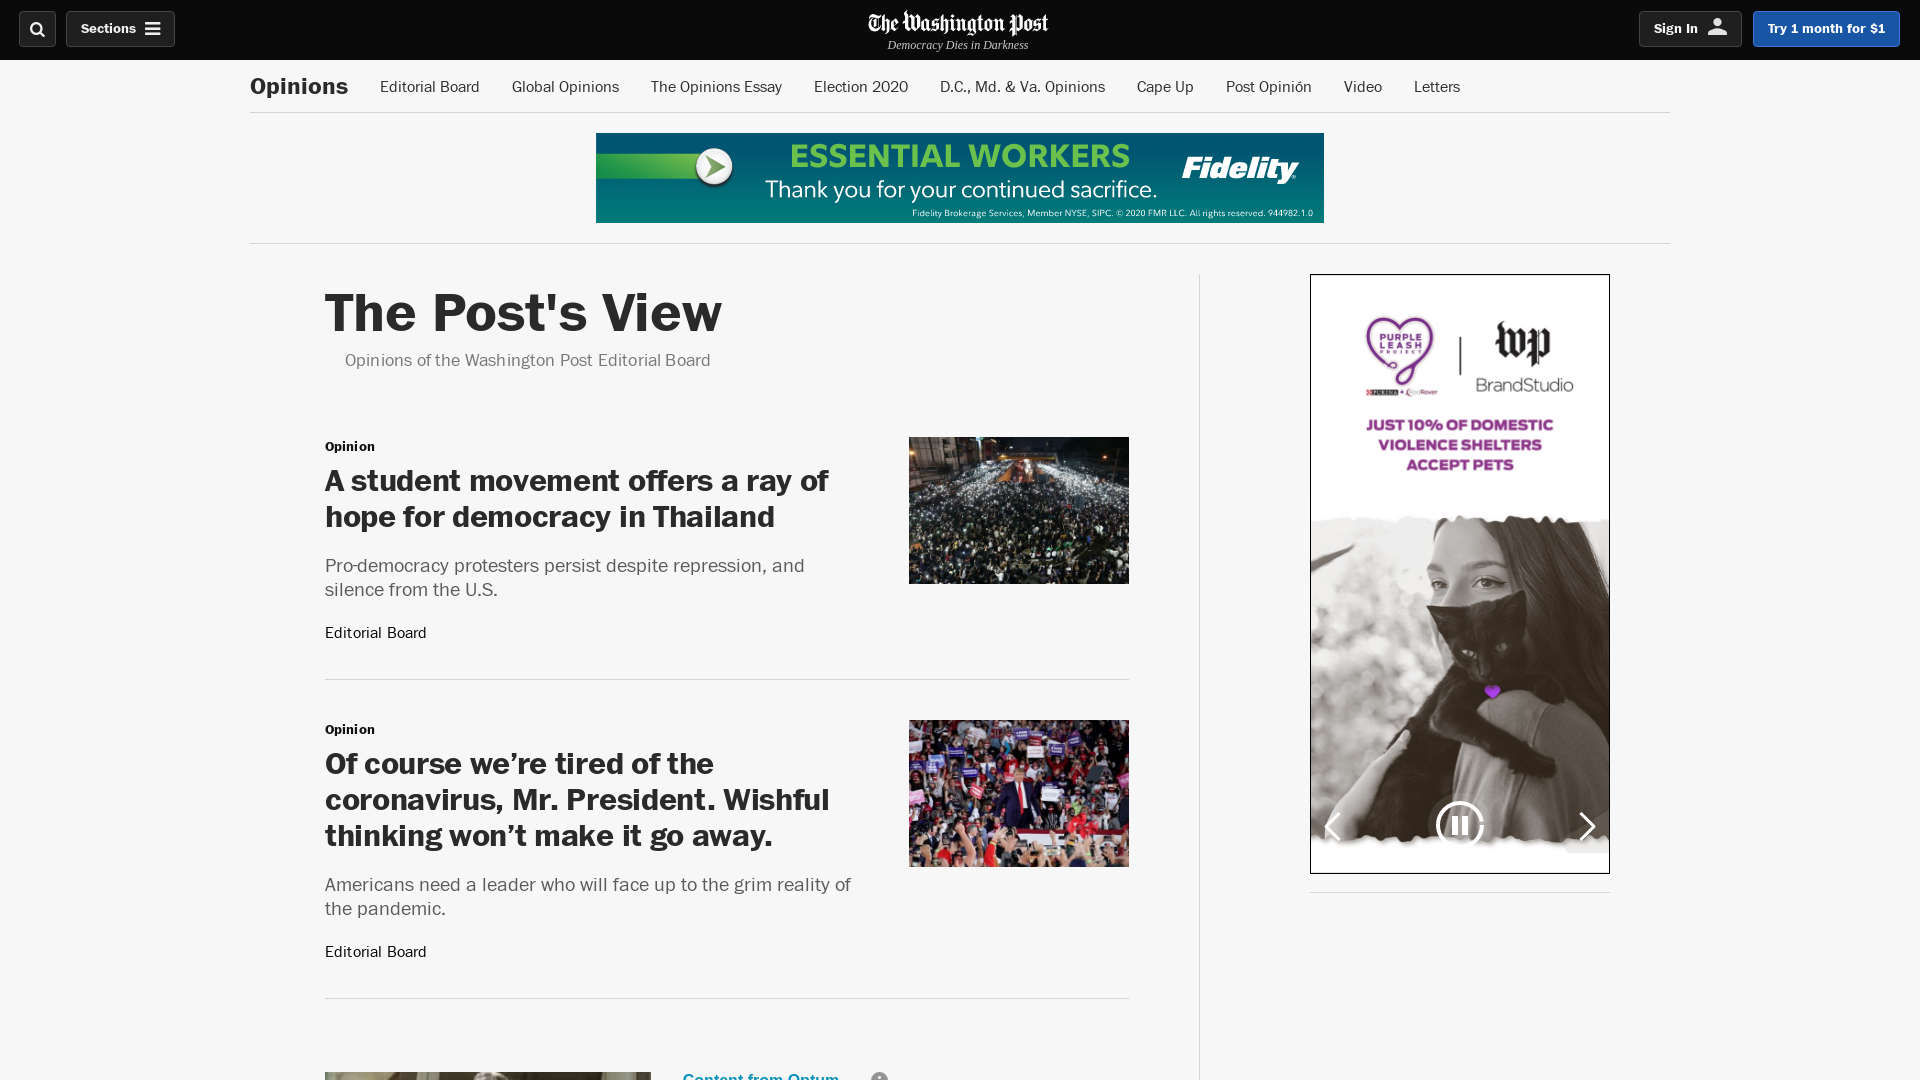 Sections
The Washington Post
Democracy Dies in Darkness
Sign In
Try 1 month for $1
Opinions
Editorial Board
Global Opinions
The Opinions Essay
Election 2020
D.C., Md. & Va. Opinions
Cape Up
Post Opinión
Video
Letters
ESSENTIAL WORKERS
Thank you for your continued sacrifice.
Fidelity
Fidelity Brokerage Services, Member NYSE, SIPC. © 2020 FMR LLC. All rights reserved. 944982.1.0
The Post's View
Opinions of the Washington Post Editorial Board
Opinion
A student movement offers a ray of
hope for democracy in Thailand
Pro-democracy protesters persist despite repression, and
silence from the U.S.
Editorial Board
Opinion
Of course we’re tired of the
coronavirus, Mr. President. Wishful
thinking won’t make it go away.
Americans need a leader who will face up to the grim reality of
the pandemic.
Editorial Board
Content from Optum
PURPLE
LEASH
PROJECT
PURINA + RedRover
wp
BrandStudio
JUST 10% OF DOMESTIC
VIOLENCE SHELTERS
ACCEPT PETS